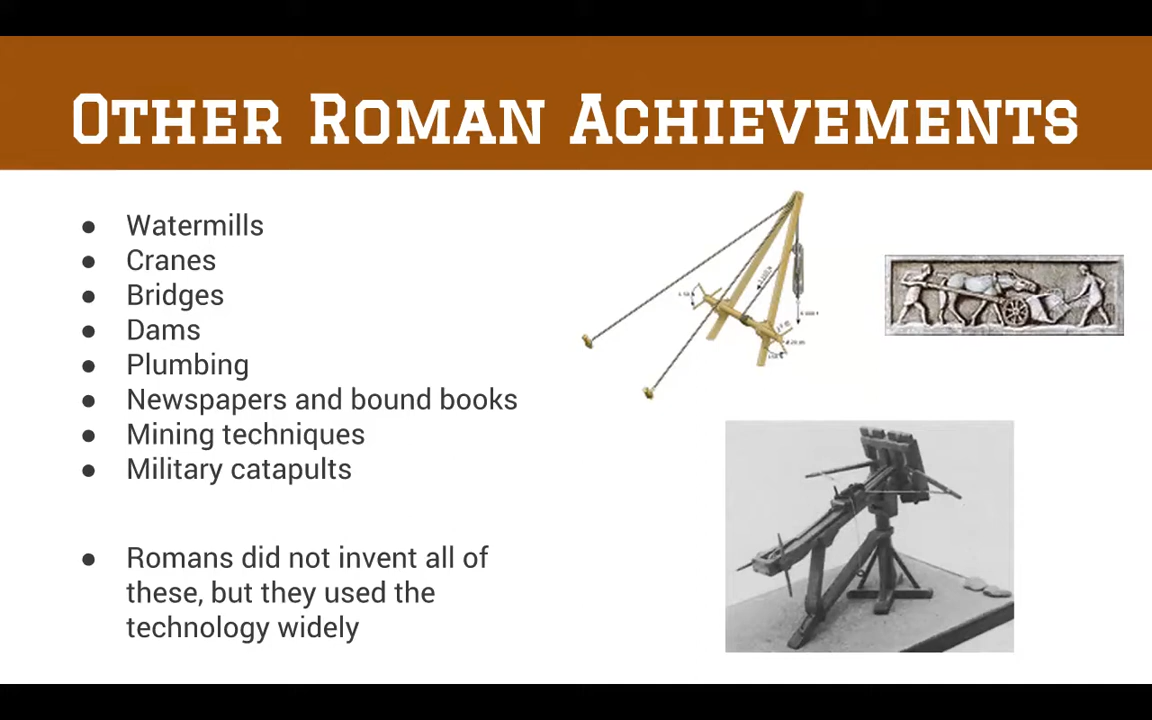 Other Roman Achievements
● Watermills
● Cranes
● Bridges
● Dams
● Plumbing
● Newspapers and bound books
● Mining techniques
● Military catapults
● Romans did not invent all of
these, but they used the
technology widely